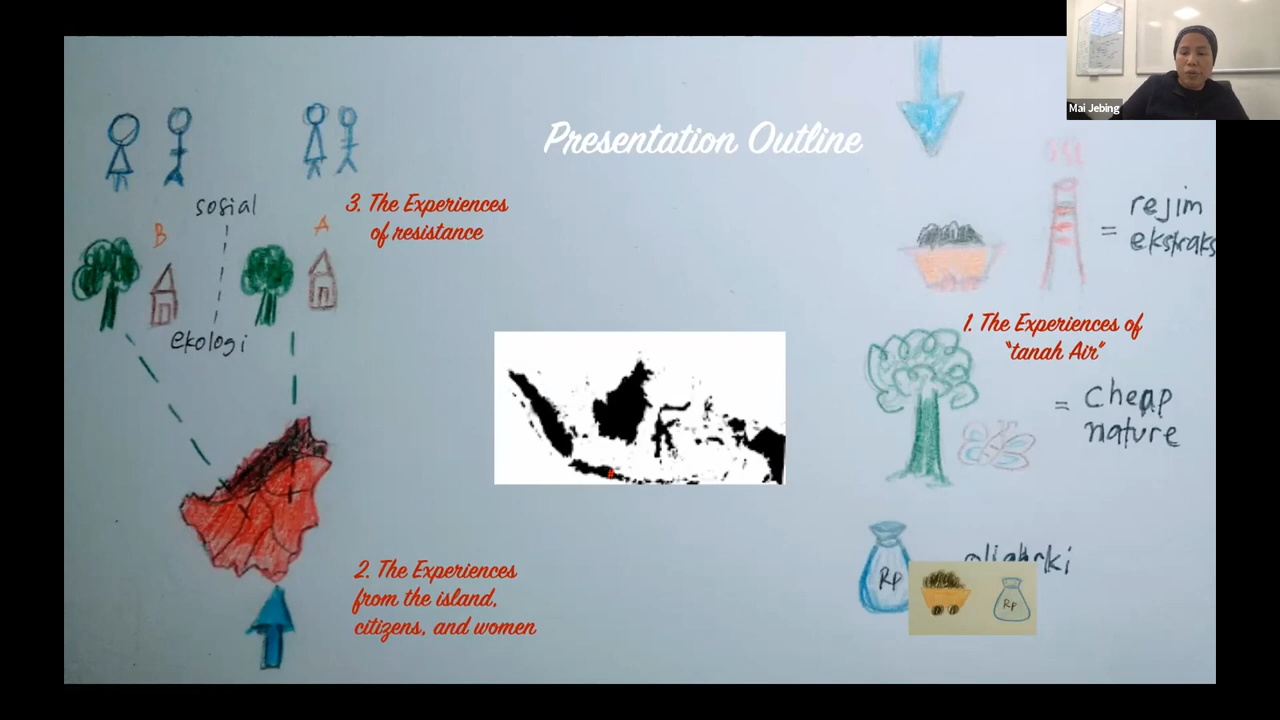 Mai Jebing
Presentation Outline
3. The Experiences
of resistance
sosial
B
A
ekologi
2. The Experiences
from the island,
citizens, and women
=
rejim
1. The Experiences of
"tanah Air"
=
cheap
nature
Rp
Rp